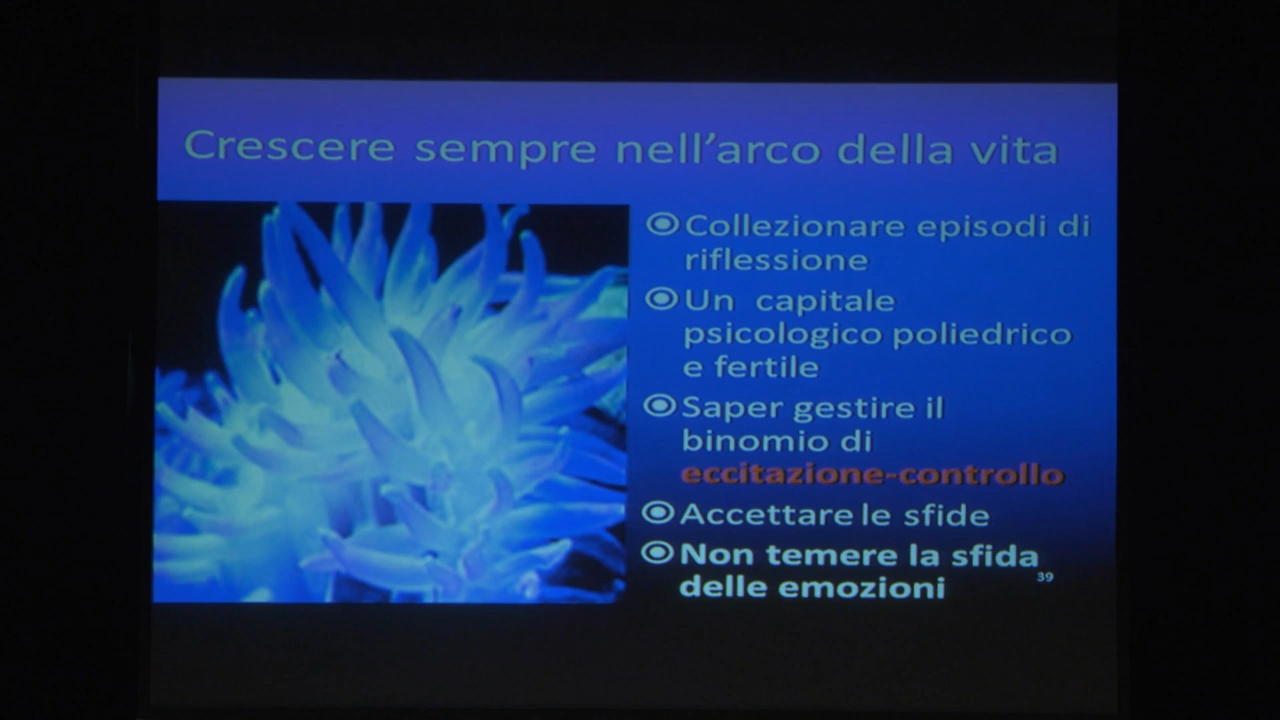 Crescere sempre nell'arco della vita
Collezionare episodi di
riflessione
Un capitale
psicologico poliedrico
e fertile
Saper gestire il
binomio di
eccitazione-controllo
Accettare le sfide
Non temere la sfida
delle emozioni
39